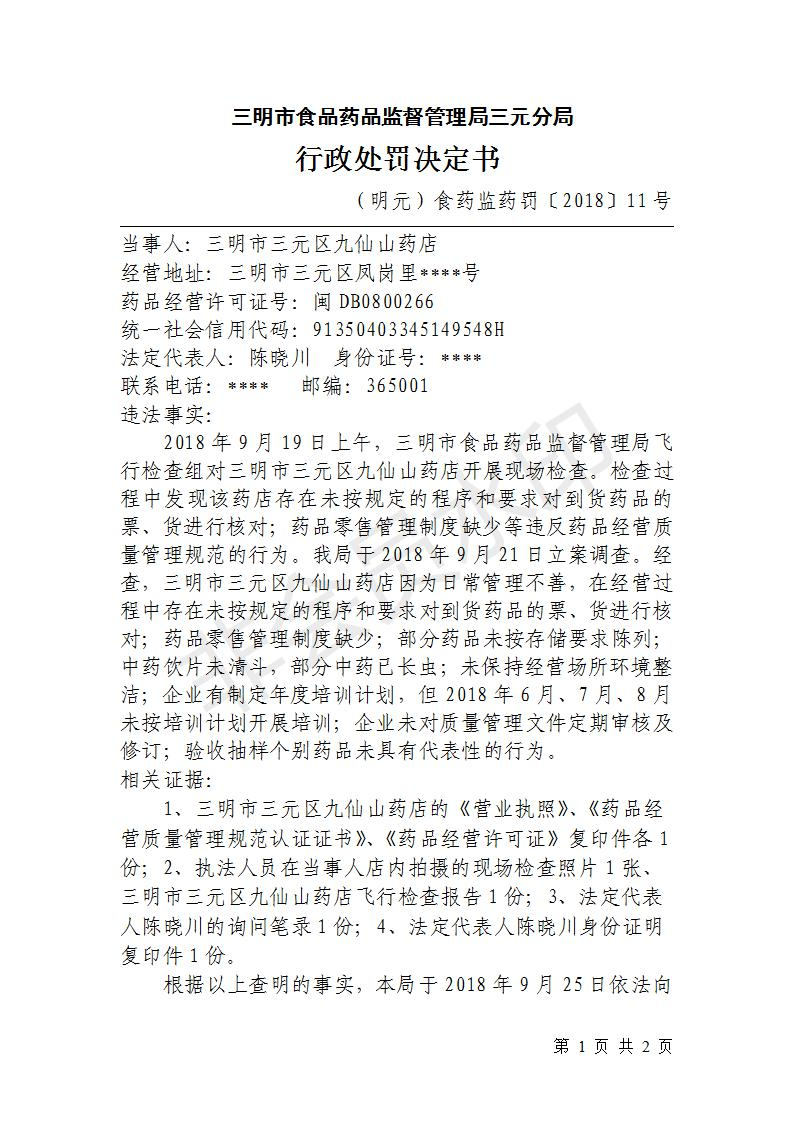 三明市食品药品监督管理局三元分局
行政处罚决定书
（明元）食药监药罚〔2018〕11号
当事人：三明市三元区九仙山药店
经营地址：三明市三元区凤岗里****号
药品经营许可证号：闽DB0800266
统一社会信用代码：91350403345149548H
法定代表人：陈晓川　身份证号：****
联系电话：****　邮编：365001
违法事实：
2018年9月19日上午，三明市食品药品监督管理局飞
行检查组对三明市三元区九仙山药店开展现场检查。检查过
程中发现该药店存在未按规定的程序和要求对到货药品的
票、货进行核对；药品零售管理制度缺少等违反药品经营质
量管理规范的行为。我局于2018年9月21日立案调查。经
查，三明市三元区九仙山药店因为日常管理不善，在经营过
程中存在未按规定的程序和要求对到货药品的票、货进行核
对；药品零售管理制度缺少；部分药品未按存储要求陈列；
中药饮片未清斗，部分中药已长虫；未保持经营场所环境整
洁；企业有制定年度培训计划，但2018年6月、7月、8月
未按培训计划开展培训；企业未对质量管理文件定期审核及
修订；验收抽样个别药品未具有代表性的行为。
相关证据：
1、三明市三元区九仙山药店的《营业执照》、《药品经
营质量管理规范认证证书》、《药品经营许可证》复印件各1
份；2、执法人员在当事人店内拍摄的现场检查照片1张、
三明市三元区九仙山药店飞行检查报告1份；3、法定代表
人陈晓川的询问笔录1份；4、法定代表人陈晓川身份证明
复印件1份。
根据以上查明的事实，本局于2018年9月25日依法向
第 1 页 共 2 页
非会员水印